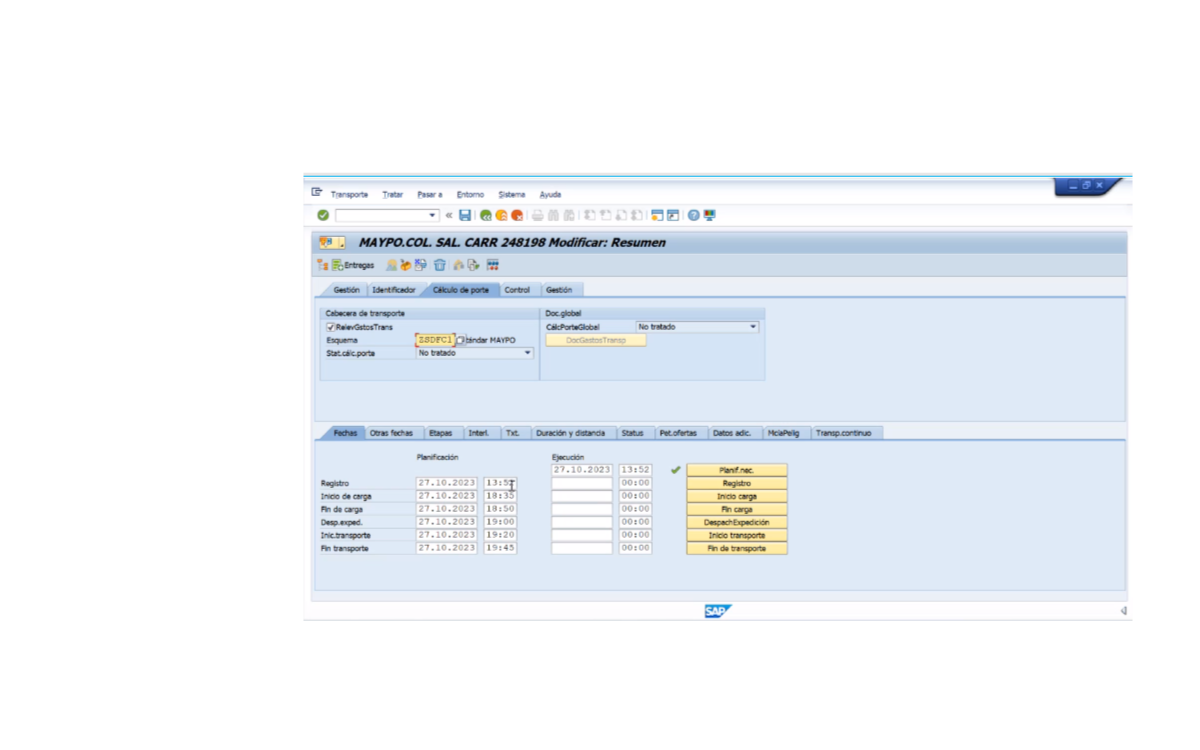 Transporte Tratar Pasar a Entorno Sistema Ayuda
MAYPO.COL. SAL. CARR 248198 Modificar: Resumen
Entregas
Gestión Identificador Cálculo de porte Control Gestión
Cabecera de transporte
RelevGstosTrans
Esquema ZSDFC1 tándar MAYPO
Stat.cálc.porte No tratado
Doc.global
CálcPorteGlobal No tratado
DocGastosTransp
Fechas Otras fechas Etapas Interl. Txt. Duración y distancia Status Pet.ofertas Datos adic. MciaPelig Transp.continuo
Planificación Ejecución
27.10.2023 13:52 Planif.nec.
Registro 27.10.2023 00:00 Registro
Inicio de carga 27.10.2023 18:35 00:00 Inicio carga
Fin de carga 27.10.2023 18:50 00:00 Fin carga
Desp.exped. 27.10.2023 19:00 00:00 DespachExpedición
Inic.transporte 27.10.2023 19:20 00:00 Inicio transporte
Fin transporte 27.10.2023 19:45 00:00 Fin de transporte
SAP